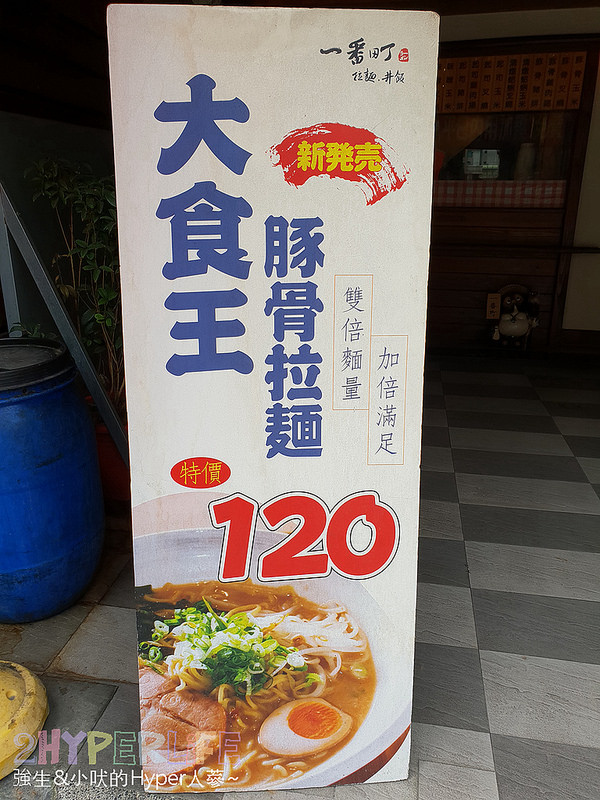 一番町
拉麵.丼飯
新発売
大食王
豚骨拉麵
雙倍麵量
加倍滿足
特價
120
2HYPERLIFE
強生&小吠的Hyper人蔘~